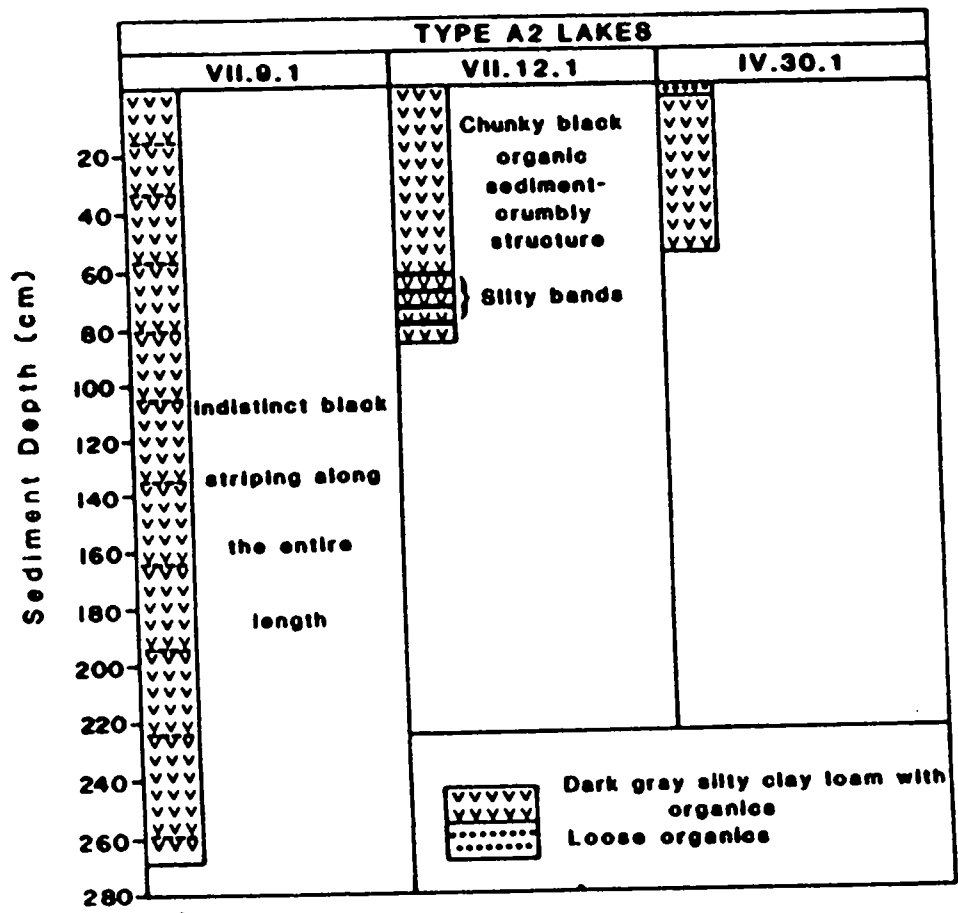 TYPE A2 LAKES
VII.9.1
VII.12.1
IV.30.1
Chunky black
organic
sediment-
crumbly
structure
Silty bands
Indistinct black
striping along
the entire
length
Sediment Depth (cm)
20
40
60
80
100
120
140
160
180
200
220
240
260
280
Dark gray silty clay loam with
organics
Loose organics